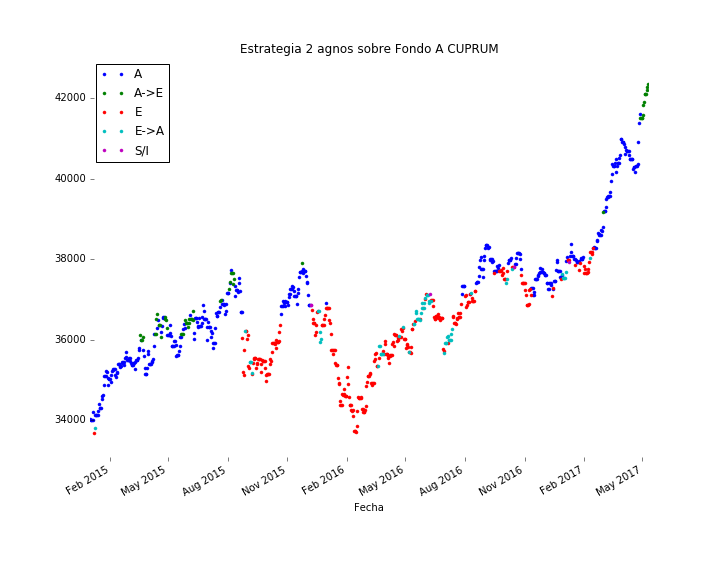 Estrategia 2 agnos sobre Fondo A CUPRUM
A
A->E
E
E->A
S/I
42000
40000
38000
36000
34000
Feb 2015
May 2015
Aug 2015
Nov 2015
Feb 2016
May 2016
Aug 2016
Nov 2016
Feb 2017
May 2017
Fecha